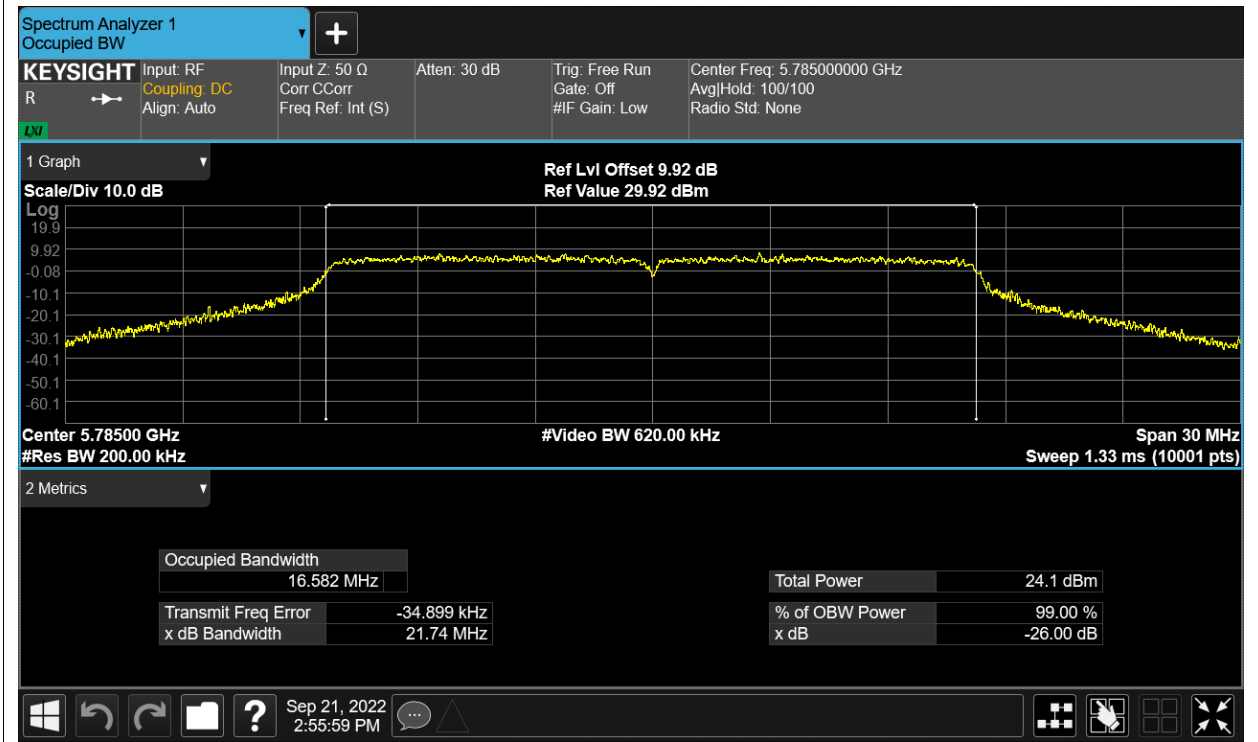 Spectrum Analyzer 1
Occupied BW
KEYSIGHT
R
LXI
Input: RF
Coupling: DC
Align: Auto
Input Z: 50 Ω
Corr CCorr
Freq Ref: Int (S)
Atten: 30 dB
Trig: Free Run
Gate: Off
#IF Gain: Low
Center Freq: 5.785000000 GHz
Avg|Hold: 100/100
Radio Std: None
1 Graph
Scale/Div 10.0 dB
Ref Lvl Offset 9.92 dB
Ref Value 29.92 dBm
Log
19.9
9.92
-0.08
-10.1
-20.1
-30.1
-40.1
-50.1
-60.1
Center 5.78500 GHz
#Video BW 620.00 kHz
Span 30 MHz
#Res BW 200.00 kHz
Sweep 1.33 ms (10001 pts)
2 Metrics
Occupied Bandwidth
16.582 MHz
Total Power 24.1 dBm
Transmit Freq Error -34.899 kHz
% of OBW Power 99.00 %
x dB Bandwidth 21.74 MHz
x dB -26.00 dB
?
Sep 21, 2022
2:55:59 PM